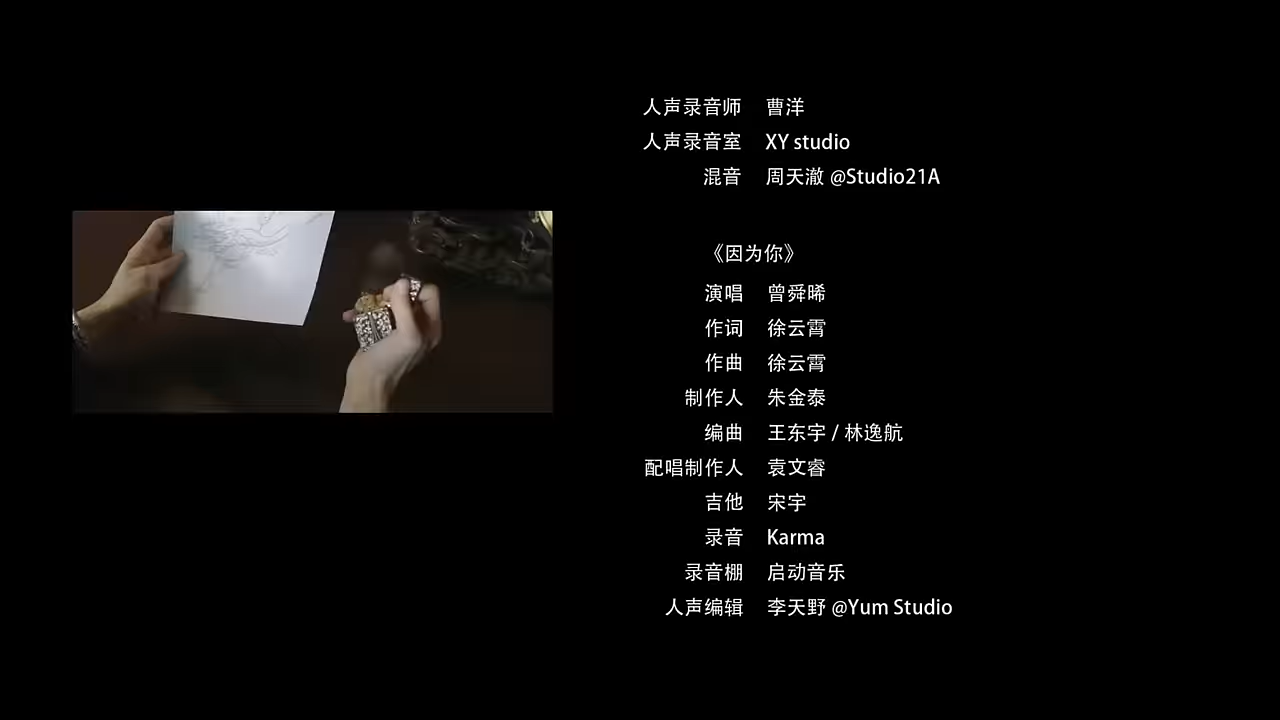 人声录音师 曹洋
人声录音室 XY studio
混音 周天澈 @Studio21A
《因为你》
演唱 曾舜晞
作词 徐云霄
作曲 徐云霄
制作人 朱金泰
编曲 王东宇 / 林逸航
配唱制作人 袁文睿
吉他 宋宇
录音 Karma
录音棚 启动音乐
人声编辑 李天野 @Yum Studio